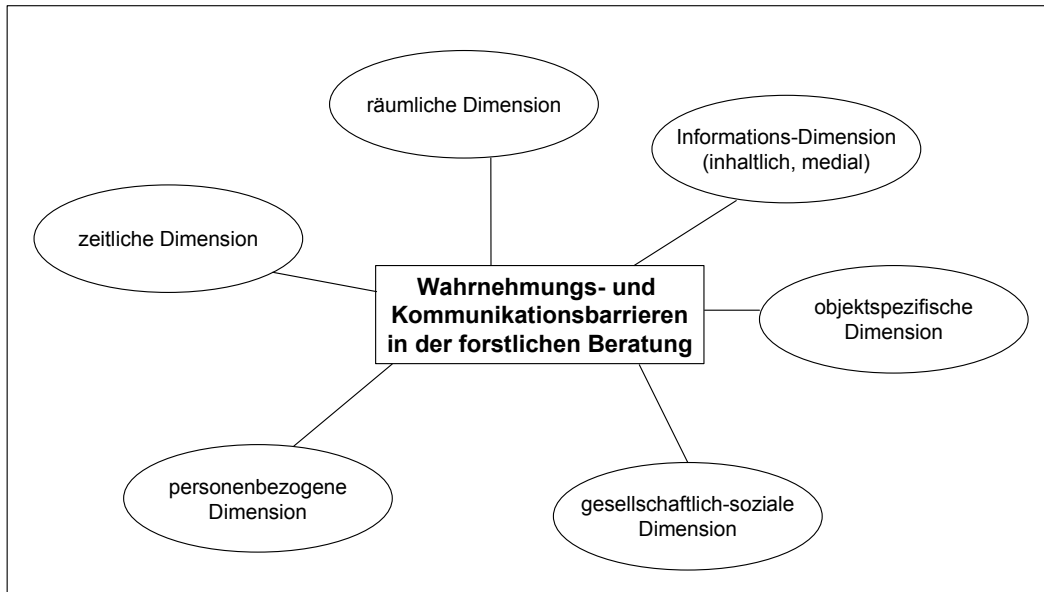 räumliche Dimension
Informations-Dimension
(inhaltlich, medial)
zeitliche Dimension
Wahrnehmungs- und
Kommunikationsbarrieren
in der forstlichen Beratung
objektspezifische
Dimension
personenbezogene
Dimension
gesellschaftlich-soziale
Dimension